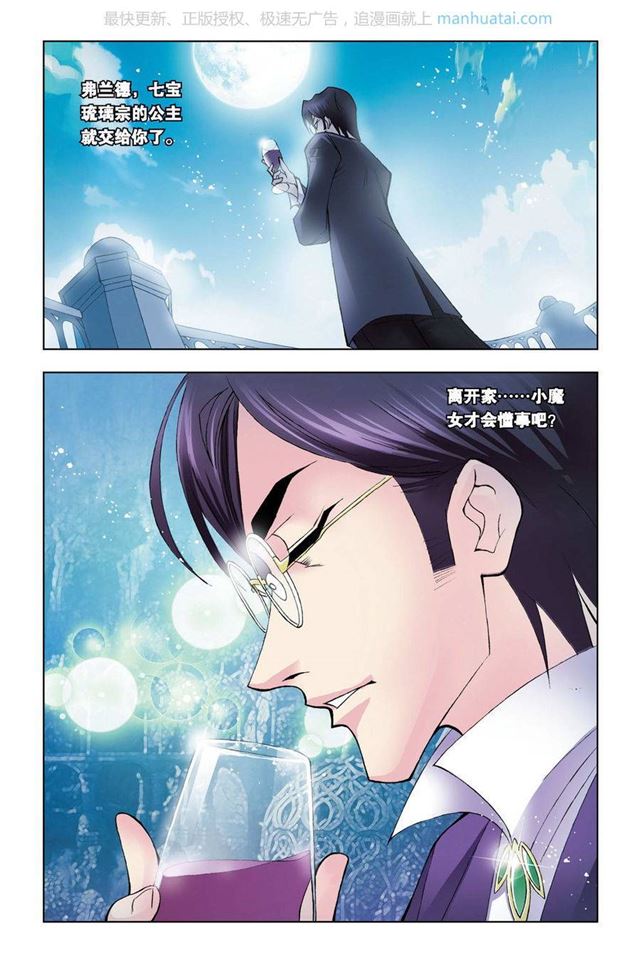 最快更新、正版授权、极速无广告，追漫画就上 manhuatai.com
弗兰德，七宝
琉璃宗的公主
就交给你了。
离开家……小魔
女才会懂事吧？